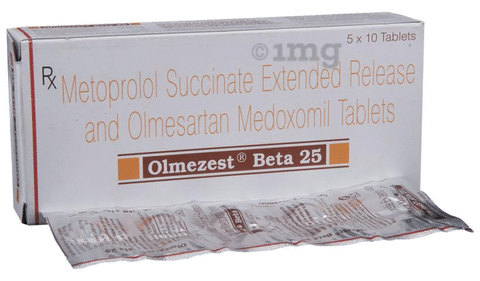 5 x 10 Tablets
©1mg
Rx Metoprolol Succinate Extended Release
and Olmesartan Medoxomil Tablets
Olmezest® Beta 25